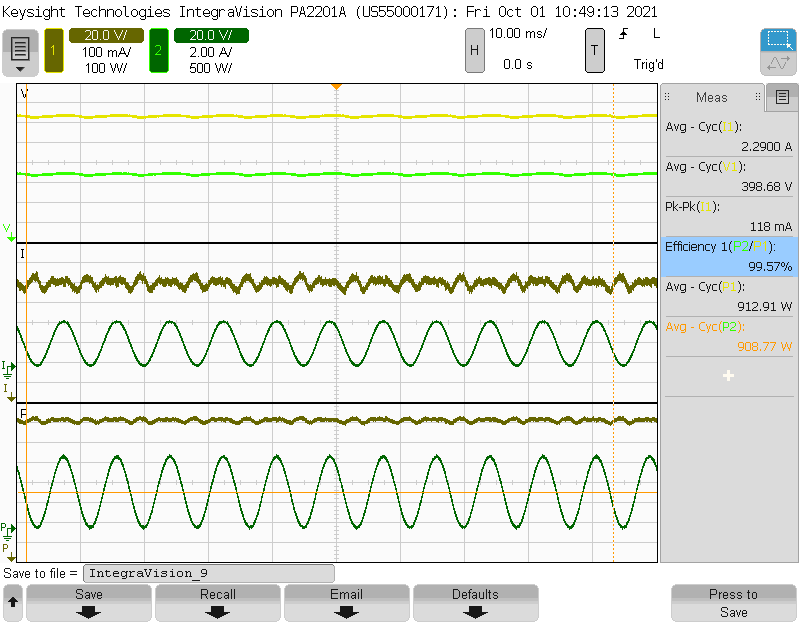 Keysight Technologies IntegraVision PA2201A (US55000171): Fri Oct 01 10:49:13 2021
1 20.0 V/ 2 20.0 V/ H 10.00 ms/ T L
100 mA/ 2.00 A/
100 W/ 500 W/ 0.0 s Trig'd
V
Meas
Avg - Cyc(I1):
2.2900 A
Avg - Cyc(V1):
398.68 V
Pk-Pk(I1):
118 mA
V
I
Efficiency 1(P2/P1):
99.57%
Avg - Cyc(P1):
912.91 W
Avg - Cyc(P2):
908.77 W
I
I
P
P
P
Save to file = IntegraVision_9
Save Recall Email Defaults Press to
Save